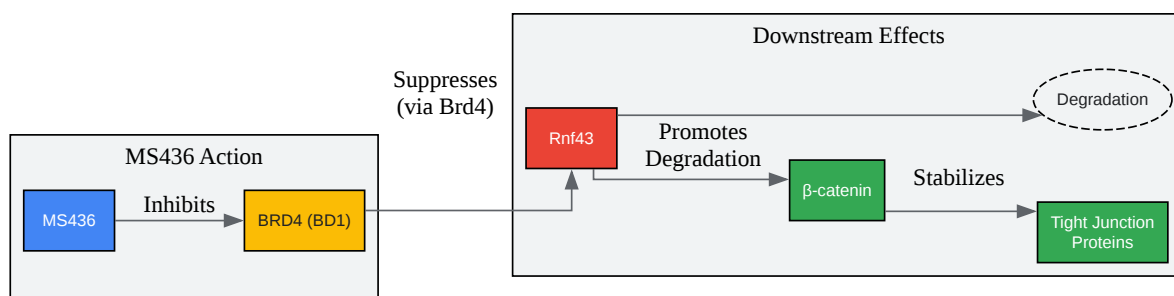 Downstream Effects
Suppresses
(via Brd4)
Degradation
Rnf43
Promotes
Degradation
MS436 Action
β-catenin
Stabilizes
MS436
Inhibits
BRD4 (BD1)
Tight Junction
Proteins